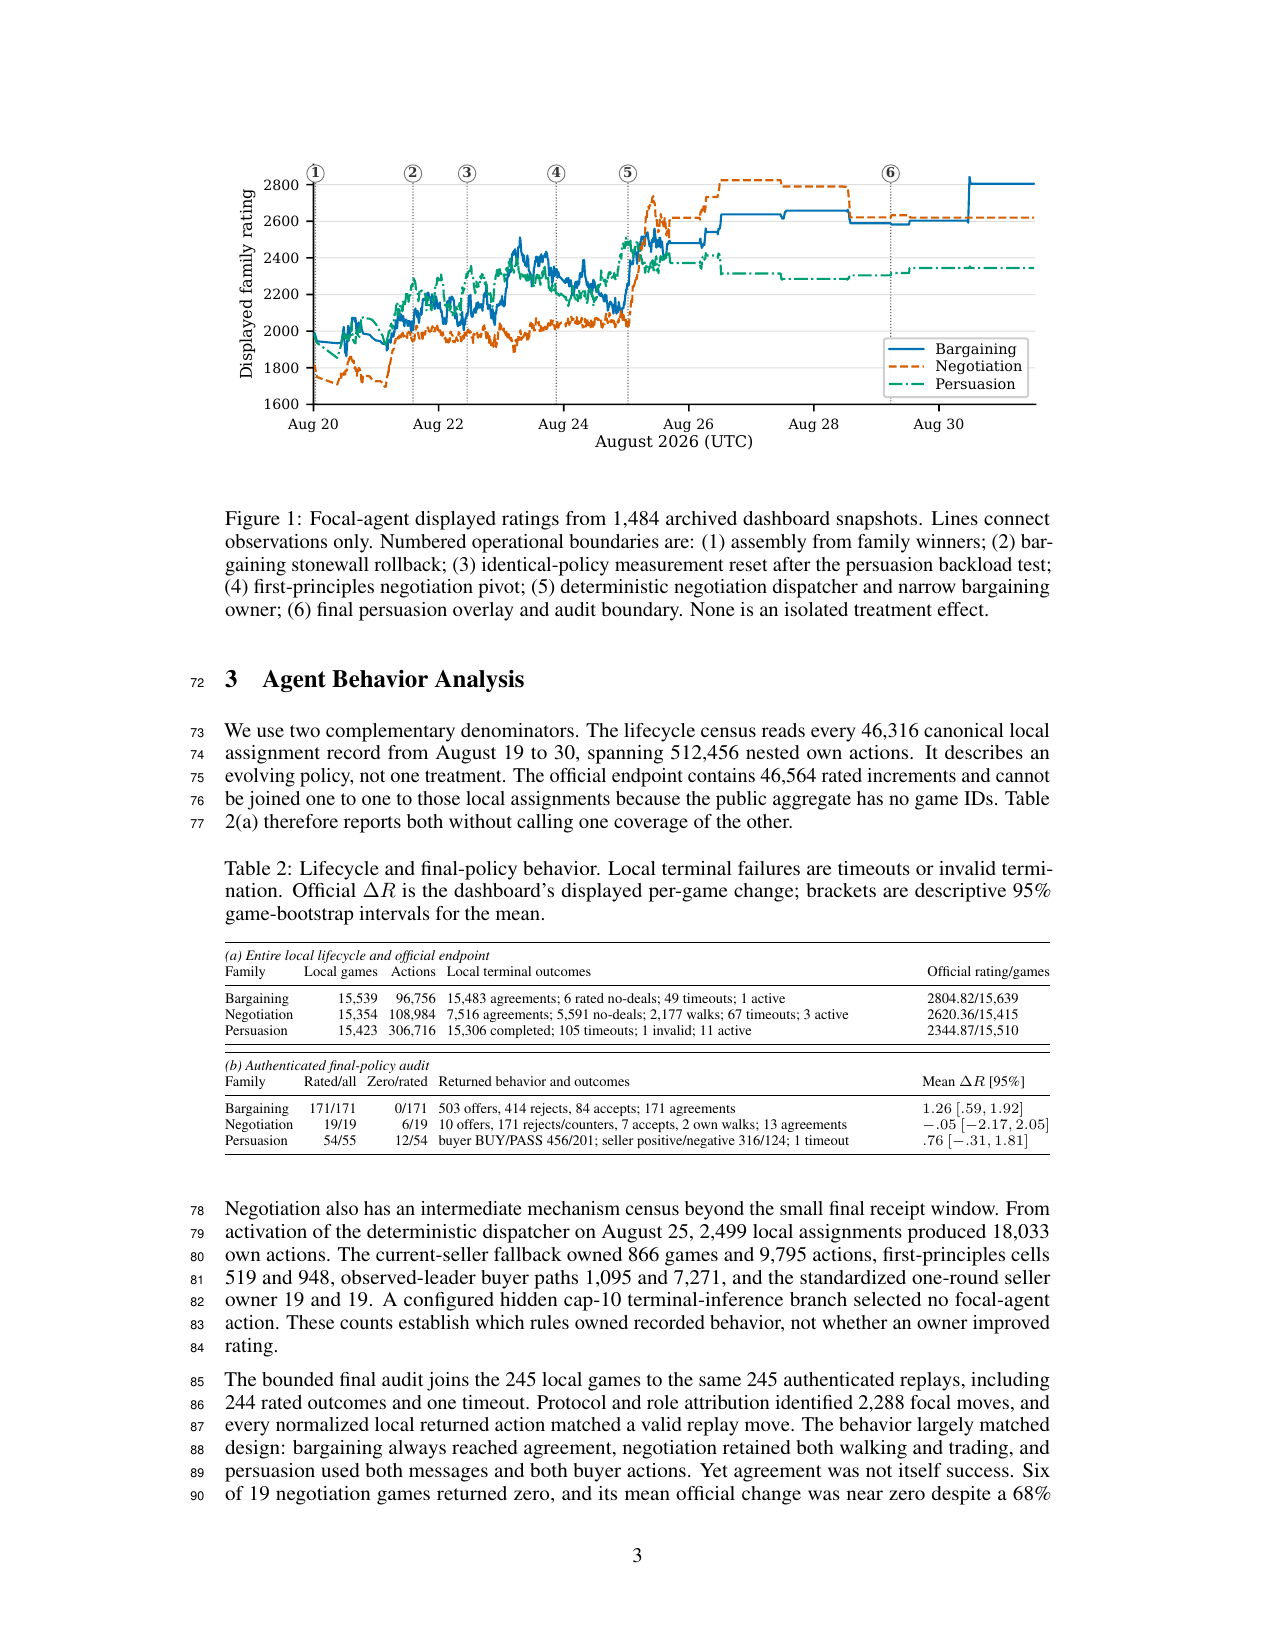 1 2 3 4 5 6
2800
2600
2400
2200
2000
1800
1600
Displayed family rating
Bargaining
Negotiation
Persuasion
Aug 20 Aug 22 Aug 24 Aug 26 Aug 28 Aug 30
August 2026 (UTC)
Figure 1: Focal-agent displayed ratings from 1,484 archived dashboard snapshots. Lines connect
observations only. Numbered operational boundaries are: (1) assembly from family winners; (2) bar-
gaining stonewall rollback; (3) identical-policy measurement reset after the persuasion backload test;
(4) first-principles negotiation pivot; (5) deterministic negotiation dispatcher and narrow bargaining
owner; (6) final persuasion overlay and audit boundary. None is an isolated treatment effect.
72 3 Agent Behavior Analysis
73 We use two complementary denominators. The lifecycle census reads every 46,316 canonical local
74 assignment record from August 19 to 30, spanning 512,456 nested own actions. It describes an
75 evolving policy, not one treatment. The official endpoint contains 46,564 rated increments and cannot
76 be joined one to one to those local assignments because the public aggregate has no game IDs. Table
77 2(a) therefore reports both without calling one coverage of the other.
Table 2: Lifecycle and final-policy behavior. Local terminal failures are timeouts or invalid termi-
nation. Official ΔR is the dashboard's displayed per-game change; brackets are descriptive 95%
game-bootstrap intervals for the mean.
(a) Entire local lifecycle and official endpoint
Family Local games Actions Local terminal outcomes Official rating/games
Bargaining 15,539 96,756 15,483 agreements; 6 rated no-deals; 49 timeouts; 1 active 2804.82/15,639
Negotiation 15,354 108,984 7,516 agreements; 5,591 no-deals; 2,177 walks; 67 timeouts; 3 active 2620.36/15,415
Persuasion 15,423 306,716 15,306 completed; 105 timeouts; 1 invalid; 11 active 2344.87/15,510
(b) Authenticated final-policy audit
Family Rated/all Zero/rated Returned behavior and outcomes Mean ΔR [95%]
Bargaining 171/171 0/171 503 offers, 414 rejects, 84 accepts; 171 agreements 1.26 [.59, 1.92]
Negotiation 19/19 6/19 10 offers, 171 rejects/counters, 7 accepts, 2 own walks; 13 agreements −.05 [−2.17, 2.05]
Persuasion 54/55 12/54 buyer BUY/PASS 456/201; seller positive/negative 316/124; 1 timeout .76 [−.31, 1.81]
78 Negotiation also has an intermediate mechanism census beyond the small final receipt window. From
79 activation of the deterministic dispatcher on August 25, 2,499 local assignments produced 18,033
80 own actions. The current-seller fallback owned 866 games and 9,795 actions, first-principles cells
81 519 and 948, observed-leader buyer paths 1,095 and 7,271, and the standardized one-round seller
82 owner 19 and 19. A configured hidden cap-10 terminal-inference branch selected no focal-agent
83 action. These counts establish which rules owned recorded behavior, not whether an owner improved
84 rating.
85 The bounded final audit joins the 245 local games to the same 245 authenticated replays, including
86 244 rated outcomes and one timeout. Protocol and role attribution identified 2,288 focal moves, and
87 every normalized local returned action matched a valid replay move. The behavior largely matched
88 design: bargaining always reached agreement, negotiation retained both walking and trading, and
89 persuasion used both messages and both buyer actions. Yet agreement was not itself success. Six
90 of 19 negotiation games returned zero, and its mean official change was near zero despite a 68%
3